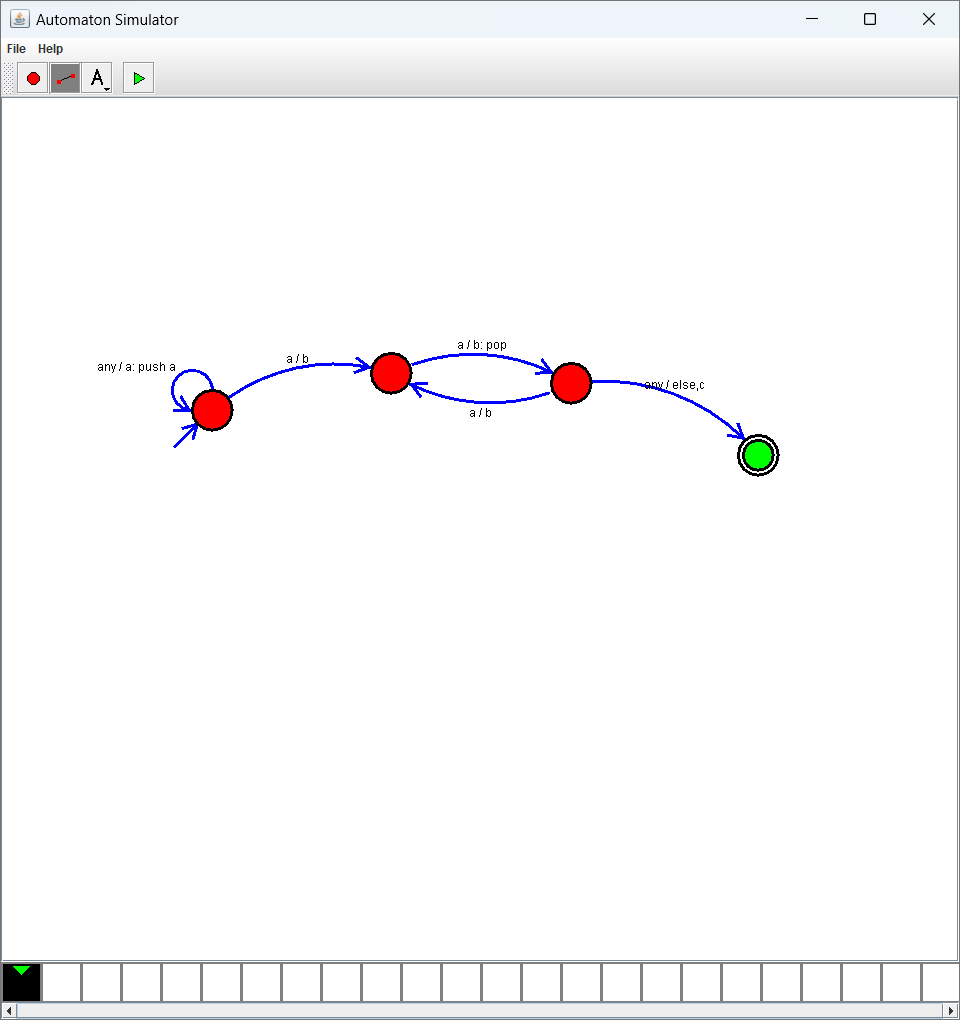 Automaton Simulator
File Help
A
a / b: pop
a / b
any / a: push a
any / else,c
a / b